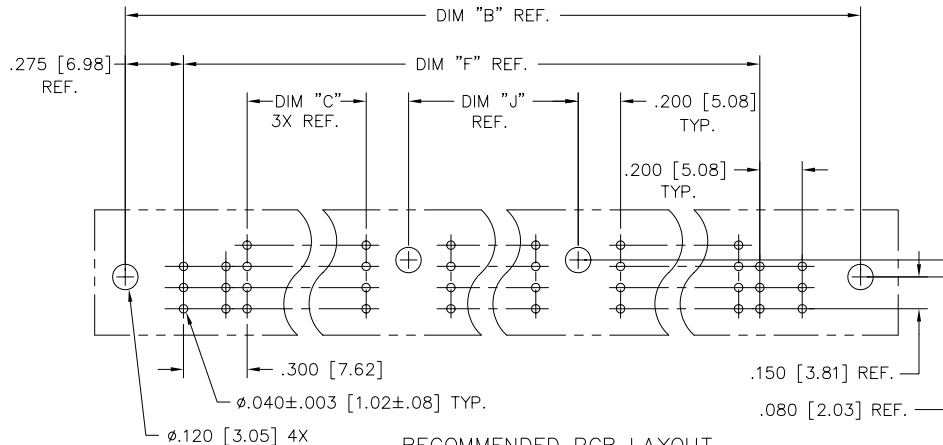 DIM "B" REF.
.275 [6.98]
REF.
DIM "F" REF.
DIM "C"
3X REF.
DIM "J"
REF.
.200 [5.08]
TYP.
.200 [5.08]
TYP.
.300 [7.62]
.150 [3.81] REF.
ø.040±.003 [1.02±.08] TYP.
.080 [2.03] REF.
ø.120 [3.05] 4X
RECOMMENDED PCB LAYOUT